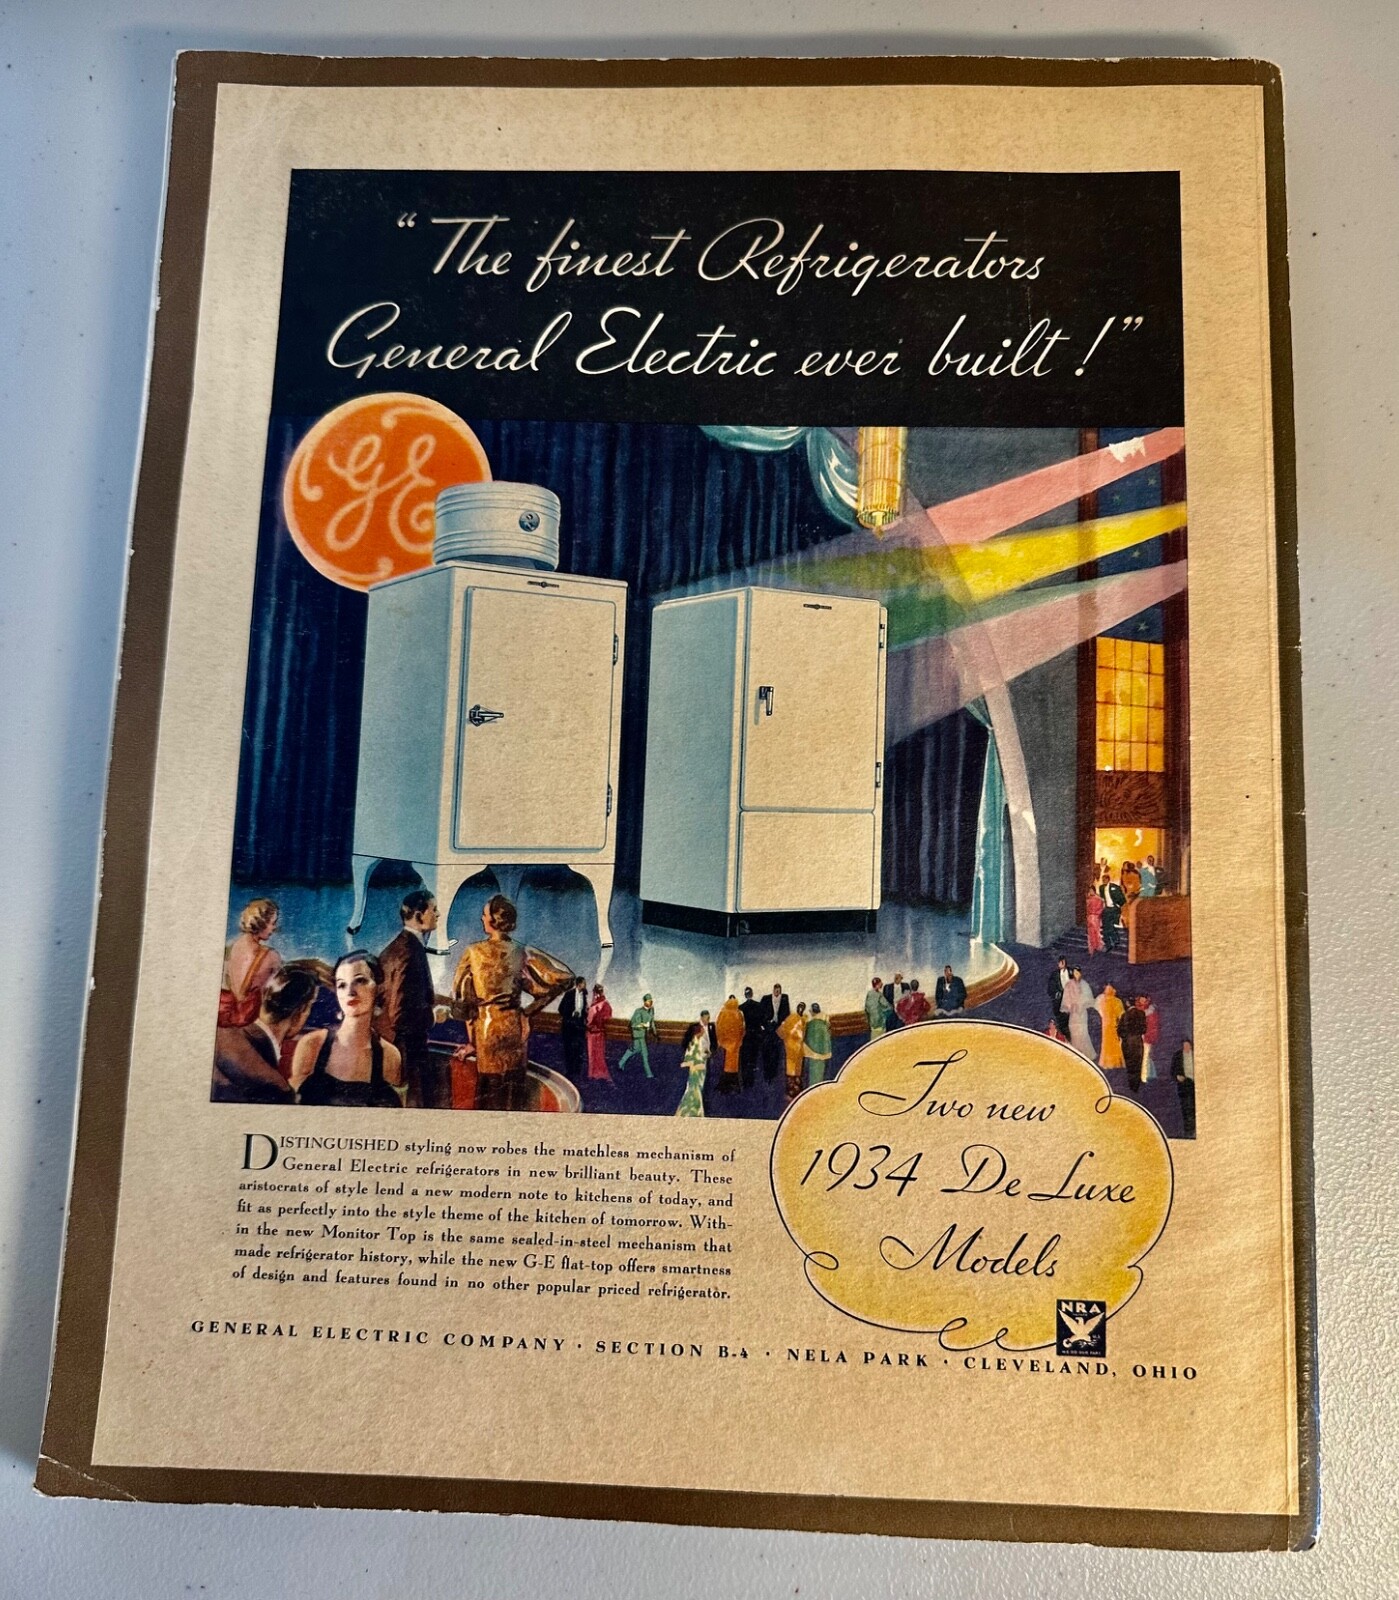 “The finest Refrigerators
General Electric ever built!”
GE
DISTINGUISHED styling now robes the matchless mechanism of
General Electric refrigerators in new brilliant beauty. These
aristocrats of style lend a new modern note to kitchens of today, and
fit as perfectly into the style theme of the kitchen of tomorrow. With-
in the new Monitor Top is the same sealed-in-steel mechanism that
made refrigerator history, while the new G-E flat-top offers smartness
of design and features found in no other popular priced refrigerator.
Two new
1934 De Luxe
Models
NRA
GENERAL ELECTRIC COMPANY · SECTION B-4 · NELA PARK · CLEVELAND, OHIO